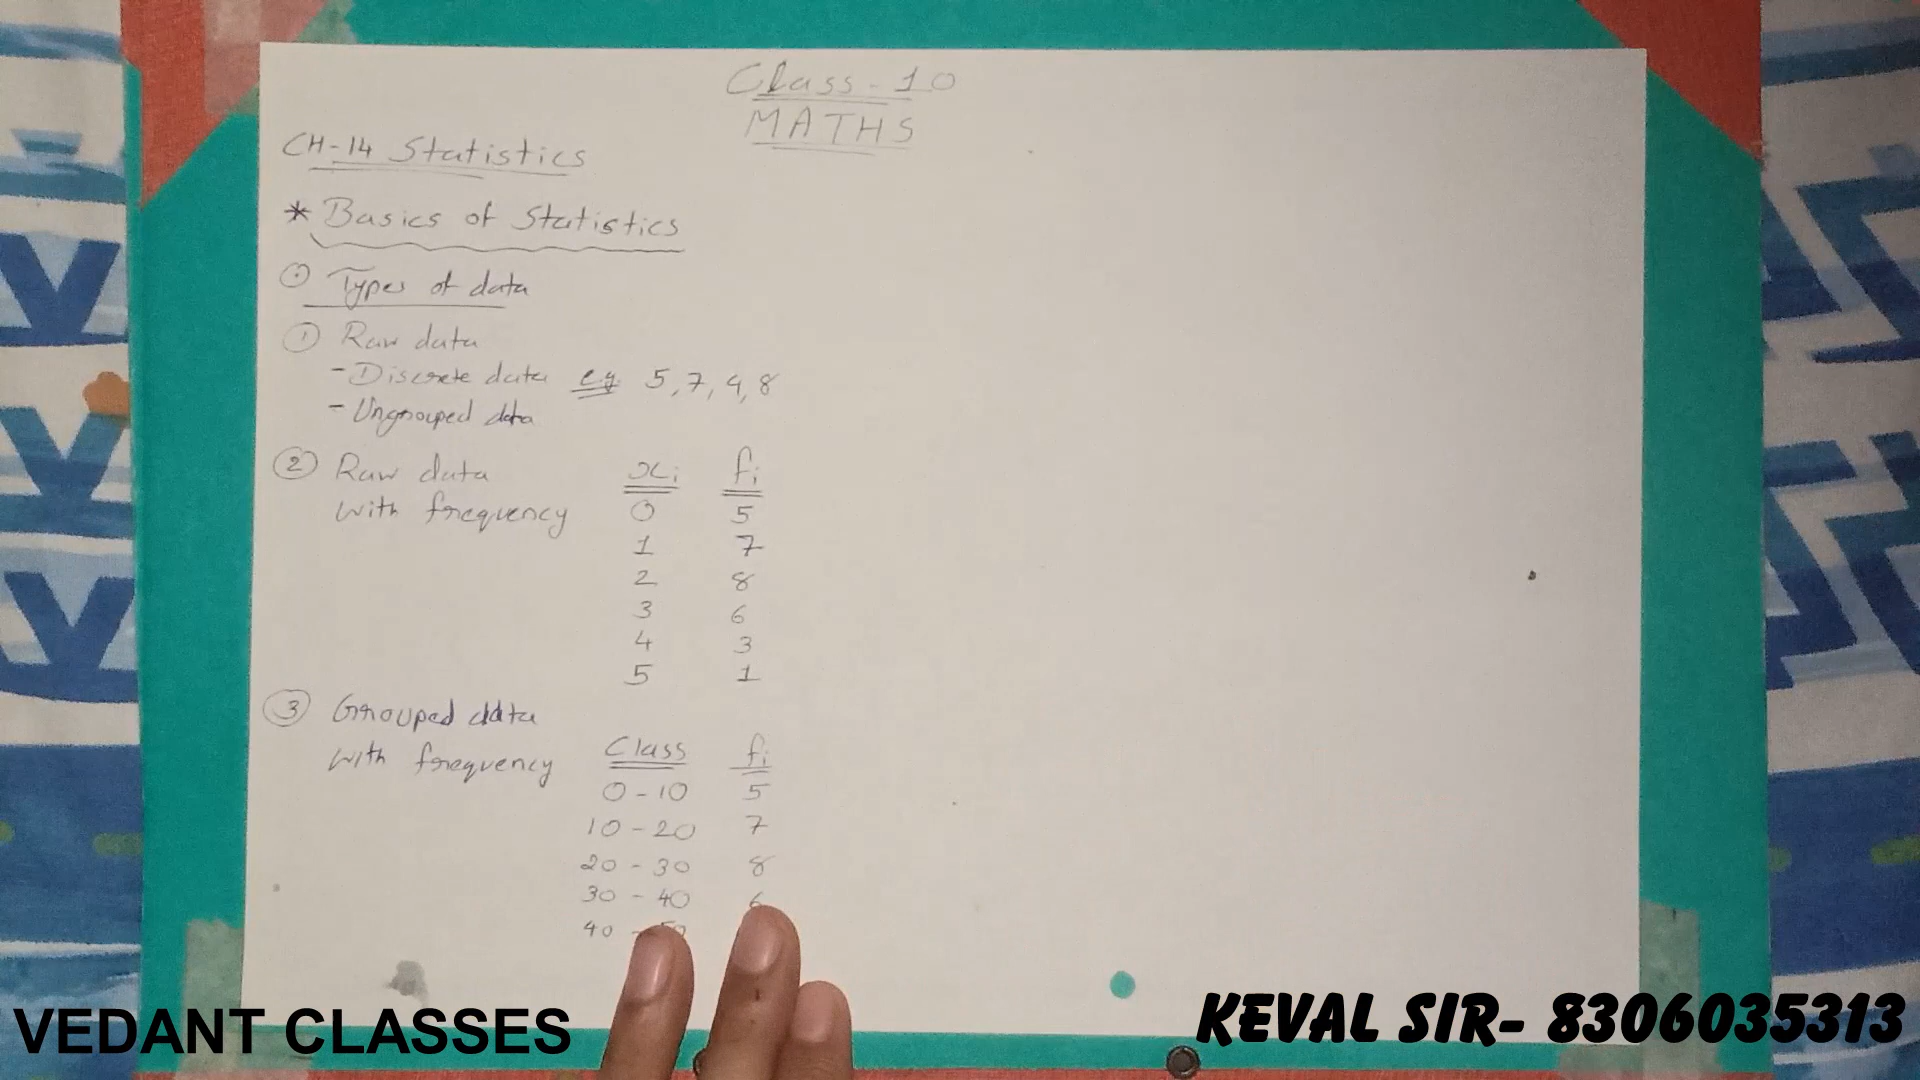 Class - 10
MATHS
CH-14 Statistics
* Basics of Statistics
Types of data
① Raw data
- Discrete data e.g. 5, 7, 4, 8
- Ungrouped data
② Raw data
with frequency
xi fi
0 5
1 7
2 8
3 6
4 3
5 1
③ Grouped data
with frequency
Class fi
0 - 10 5
10 - 20 7
20 - 30 8
30 - 40 6
40 -
VEDANT CLASSES
KEVAL SIR- 8306035313